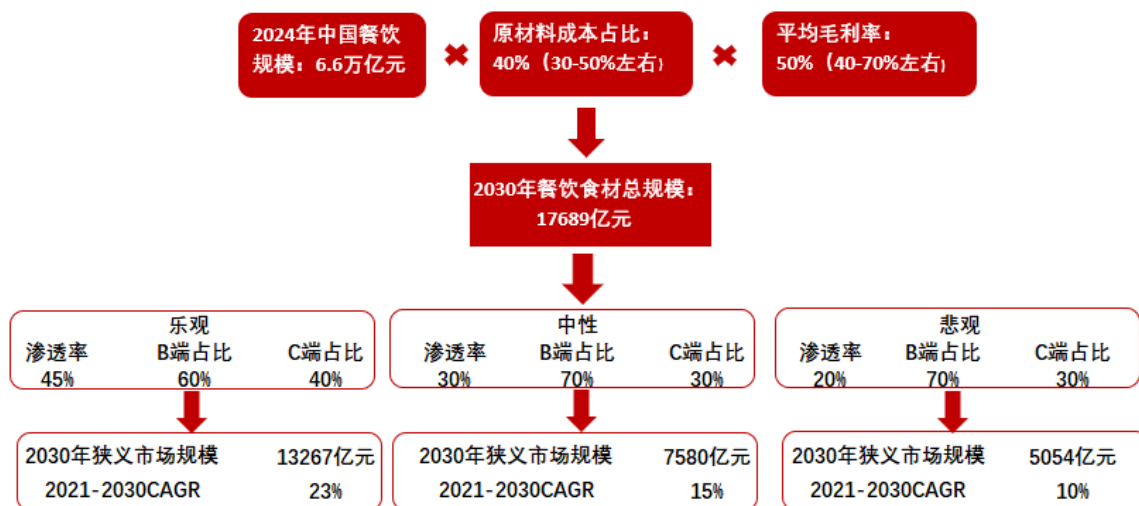 2024年中国餐饮
规模：6.6万亿元
✖
原材料成本占比：
40%（30-50%左右）
✖
平均毛利率：
50%（40-70%左右）
2030年餐饮食材总规模：
17689亿元
乐观
渗透率 B端占比 C端占比
45% 60% 40%
2030年狭义市场规模 13267亿元
2021-2030CAGR 23%
中性
渗透率 B端占比 C端占比
30% 70% 30%
2030年狭义市场规模 7580亿元
2021-2030CAGR 15%
悲观
渗透率 B端占比 C端占比
20% 70% 30%
2030年狭义市场规模 5054亿元
2021-2030CAGR 10%